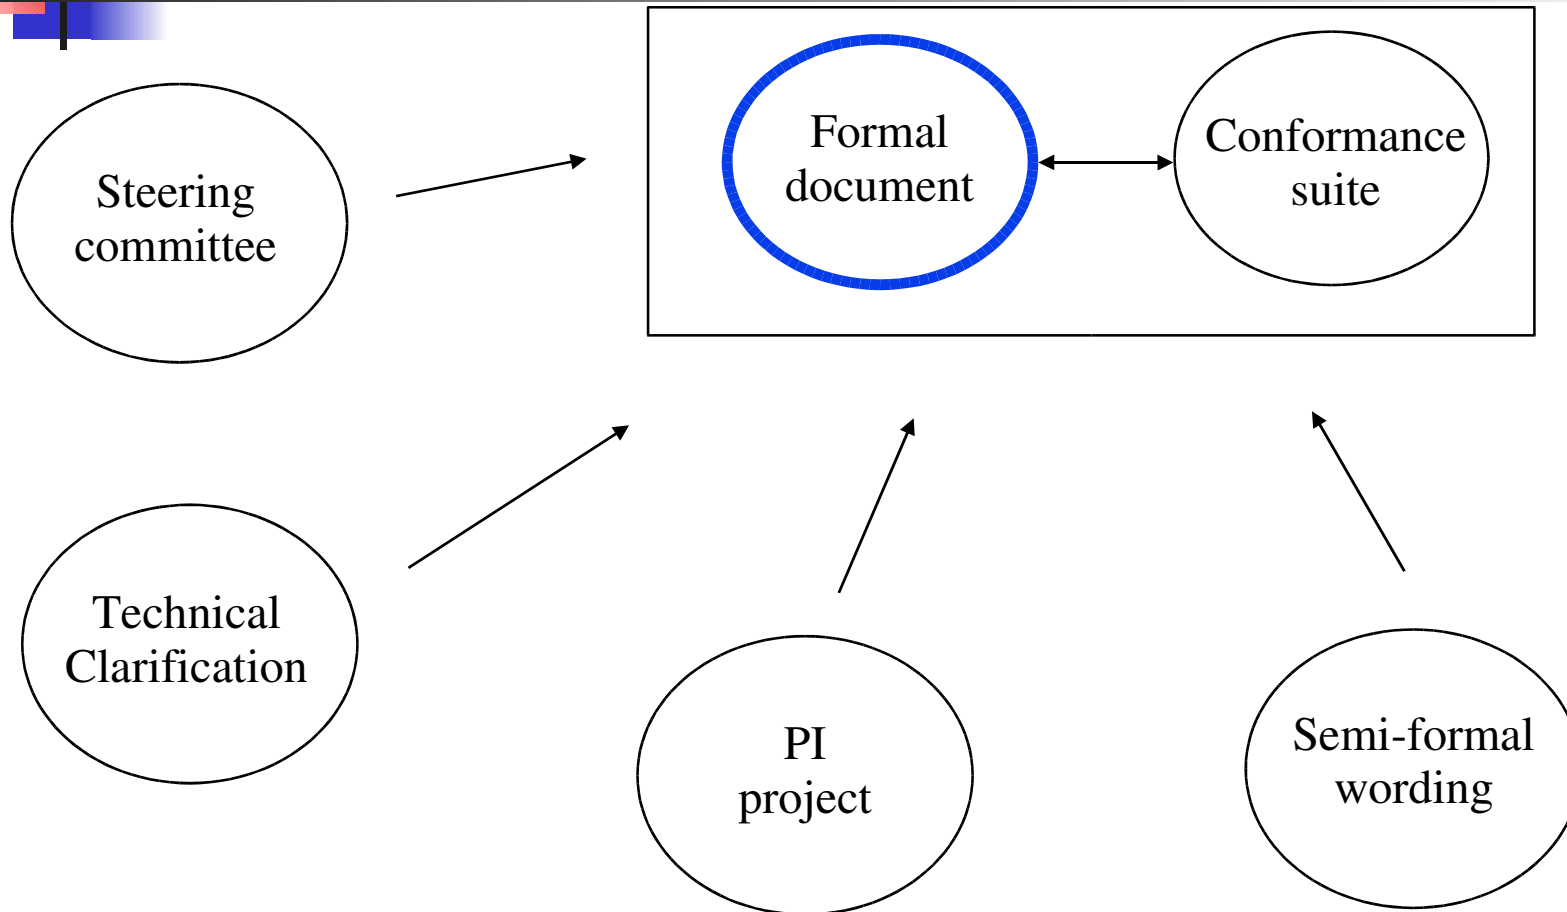 Formal
document
Conformance
suite
Steering
committee
Technical
Clarification
PI
project
Semi-formal
wording